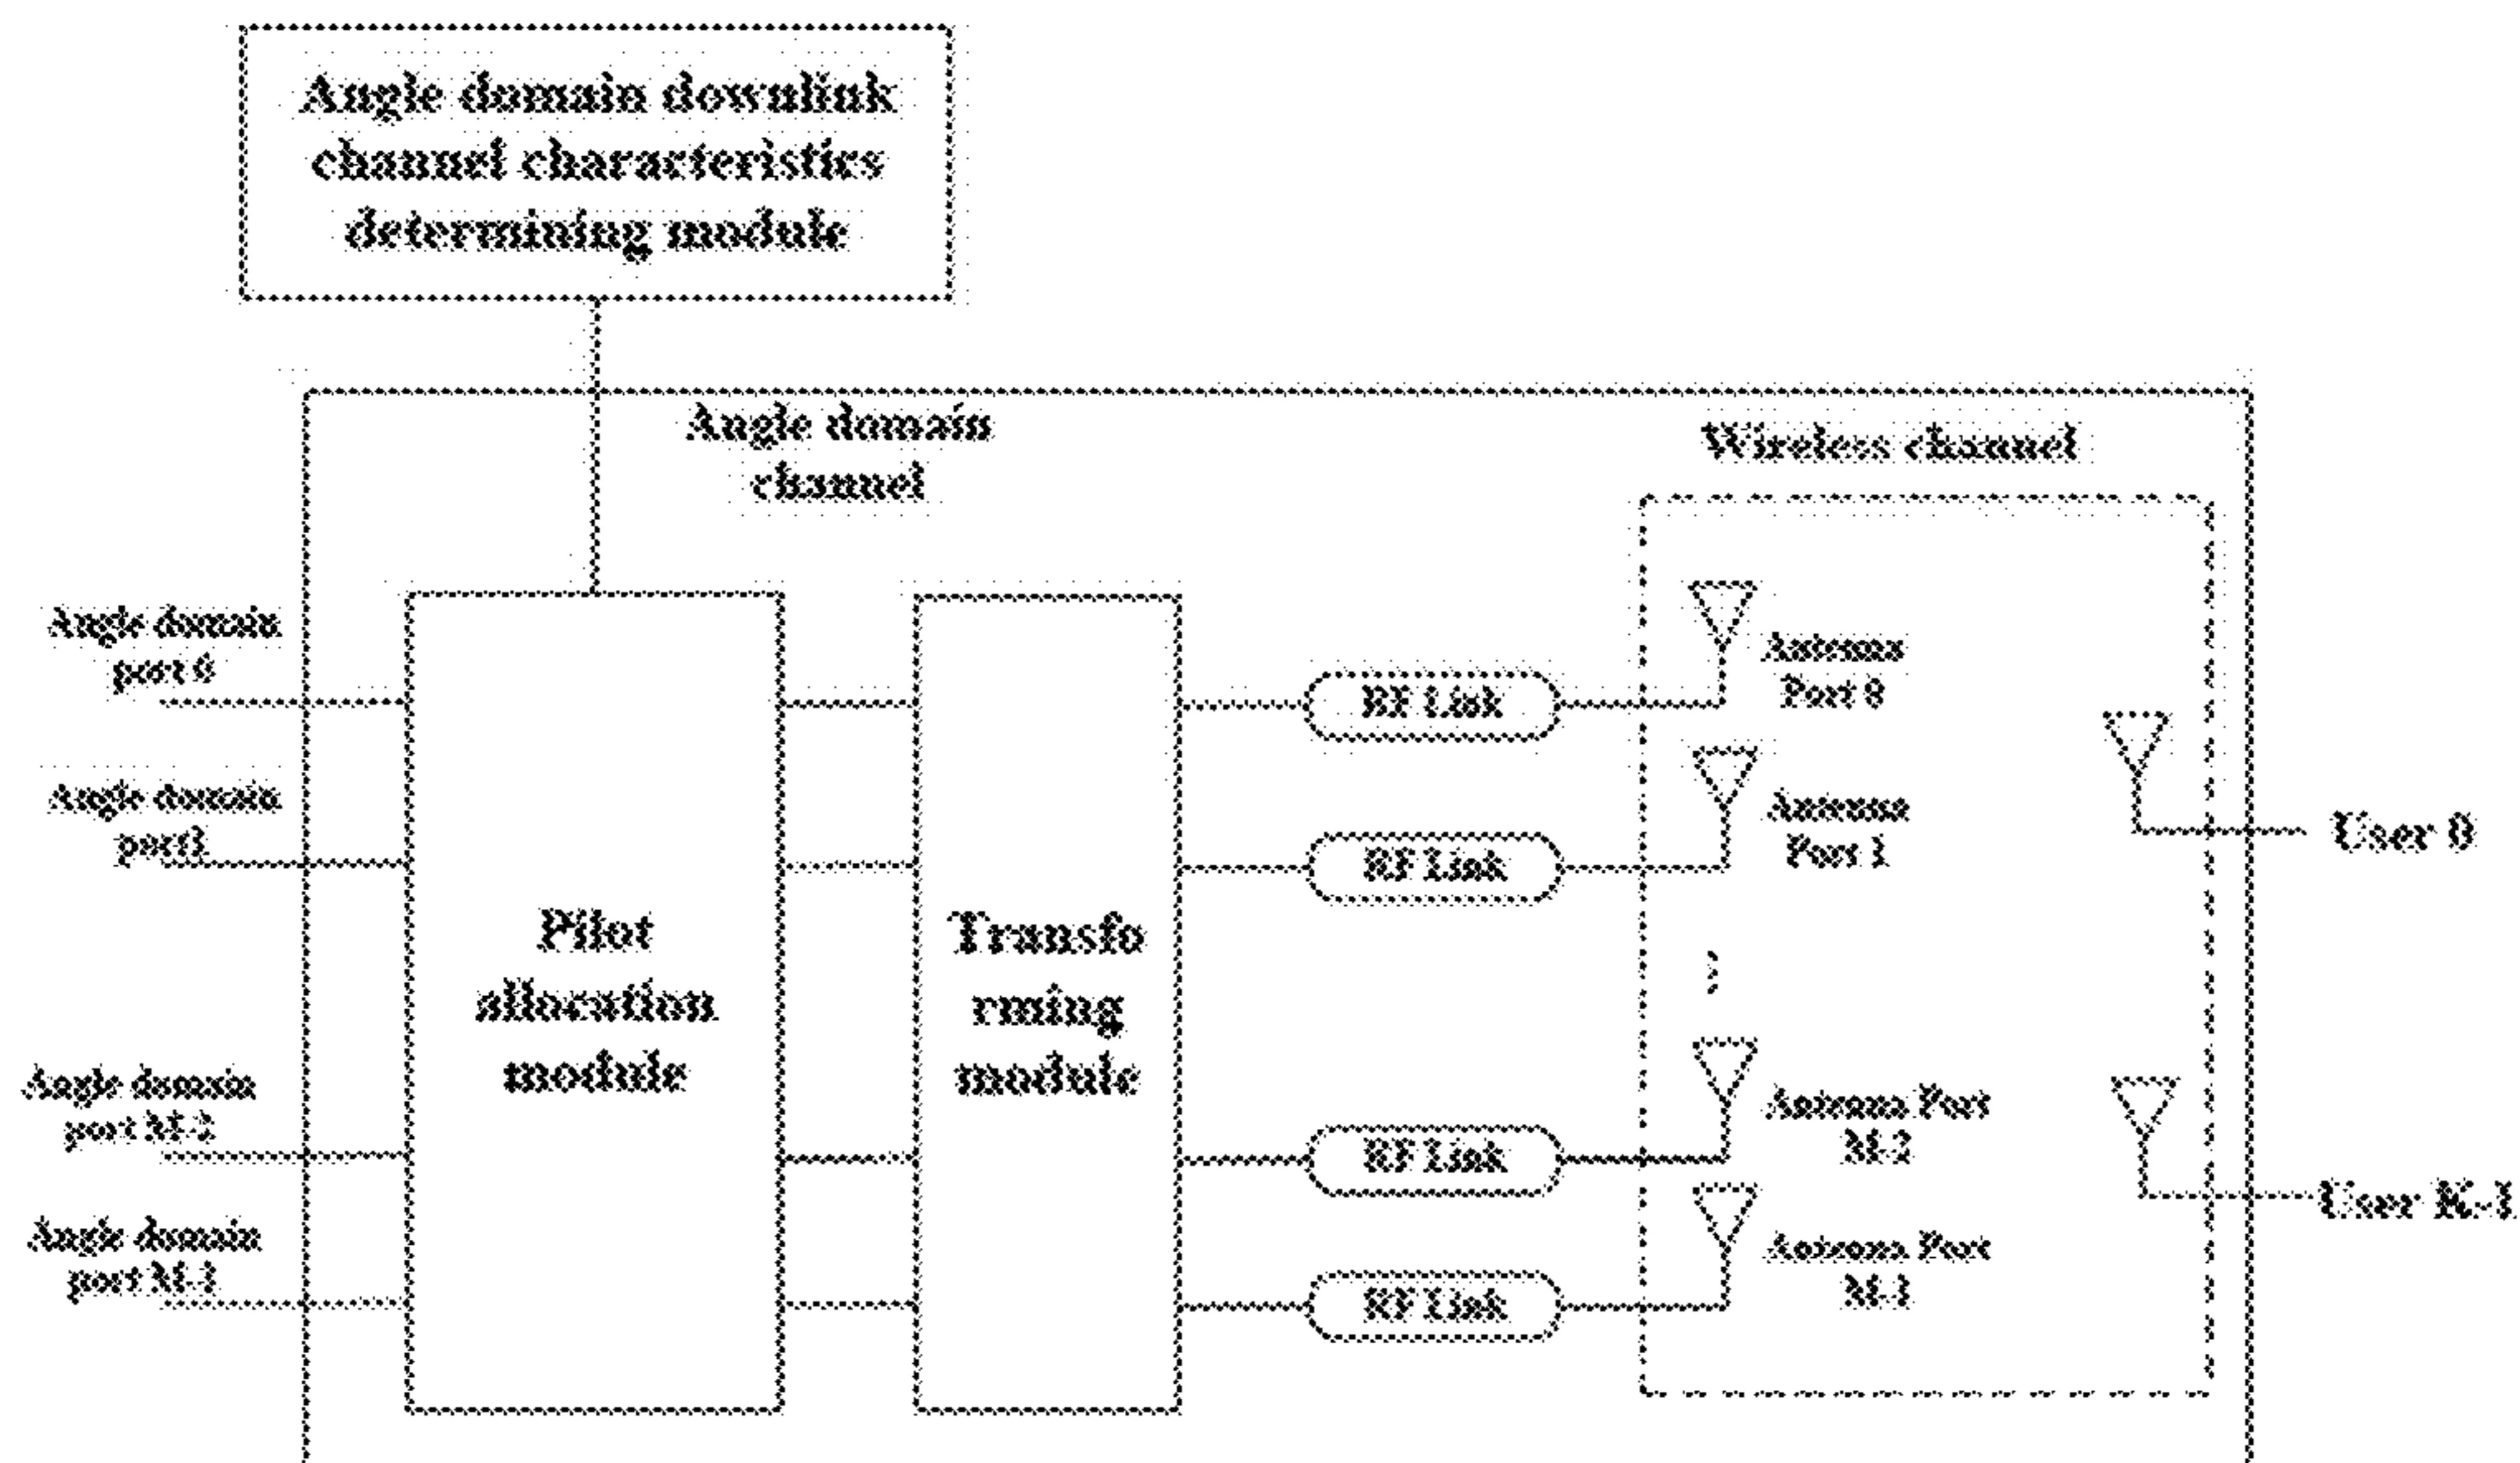 Angle domain downlink
channel characteristics
determining module
Angle domain
channel
Wireless channel
Angle domain
port 0
Angle domain
port1
Angle domain
port M-2
Angle domain
port M-1
Pilot
allocation
module
Transfo
rming
module
RF Link
RF Link
RF Link
RF Link
Antenna
Port 0
Antenna
Port 1
Antenna Port
M-2
Antenna Port
M-1
User 0
User K-1